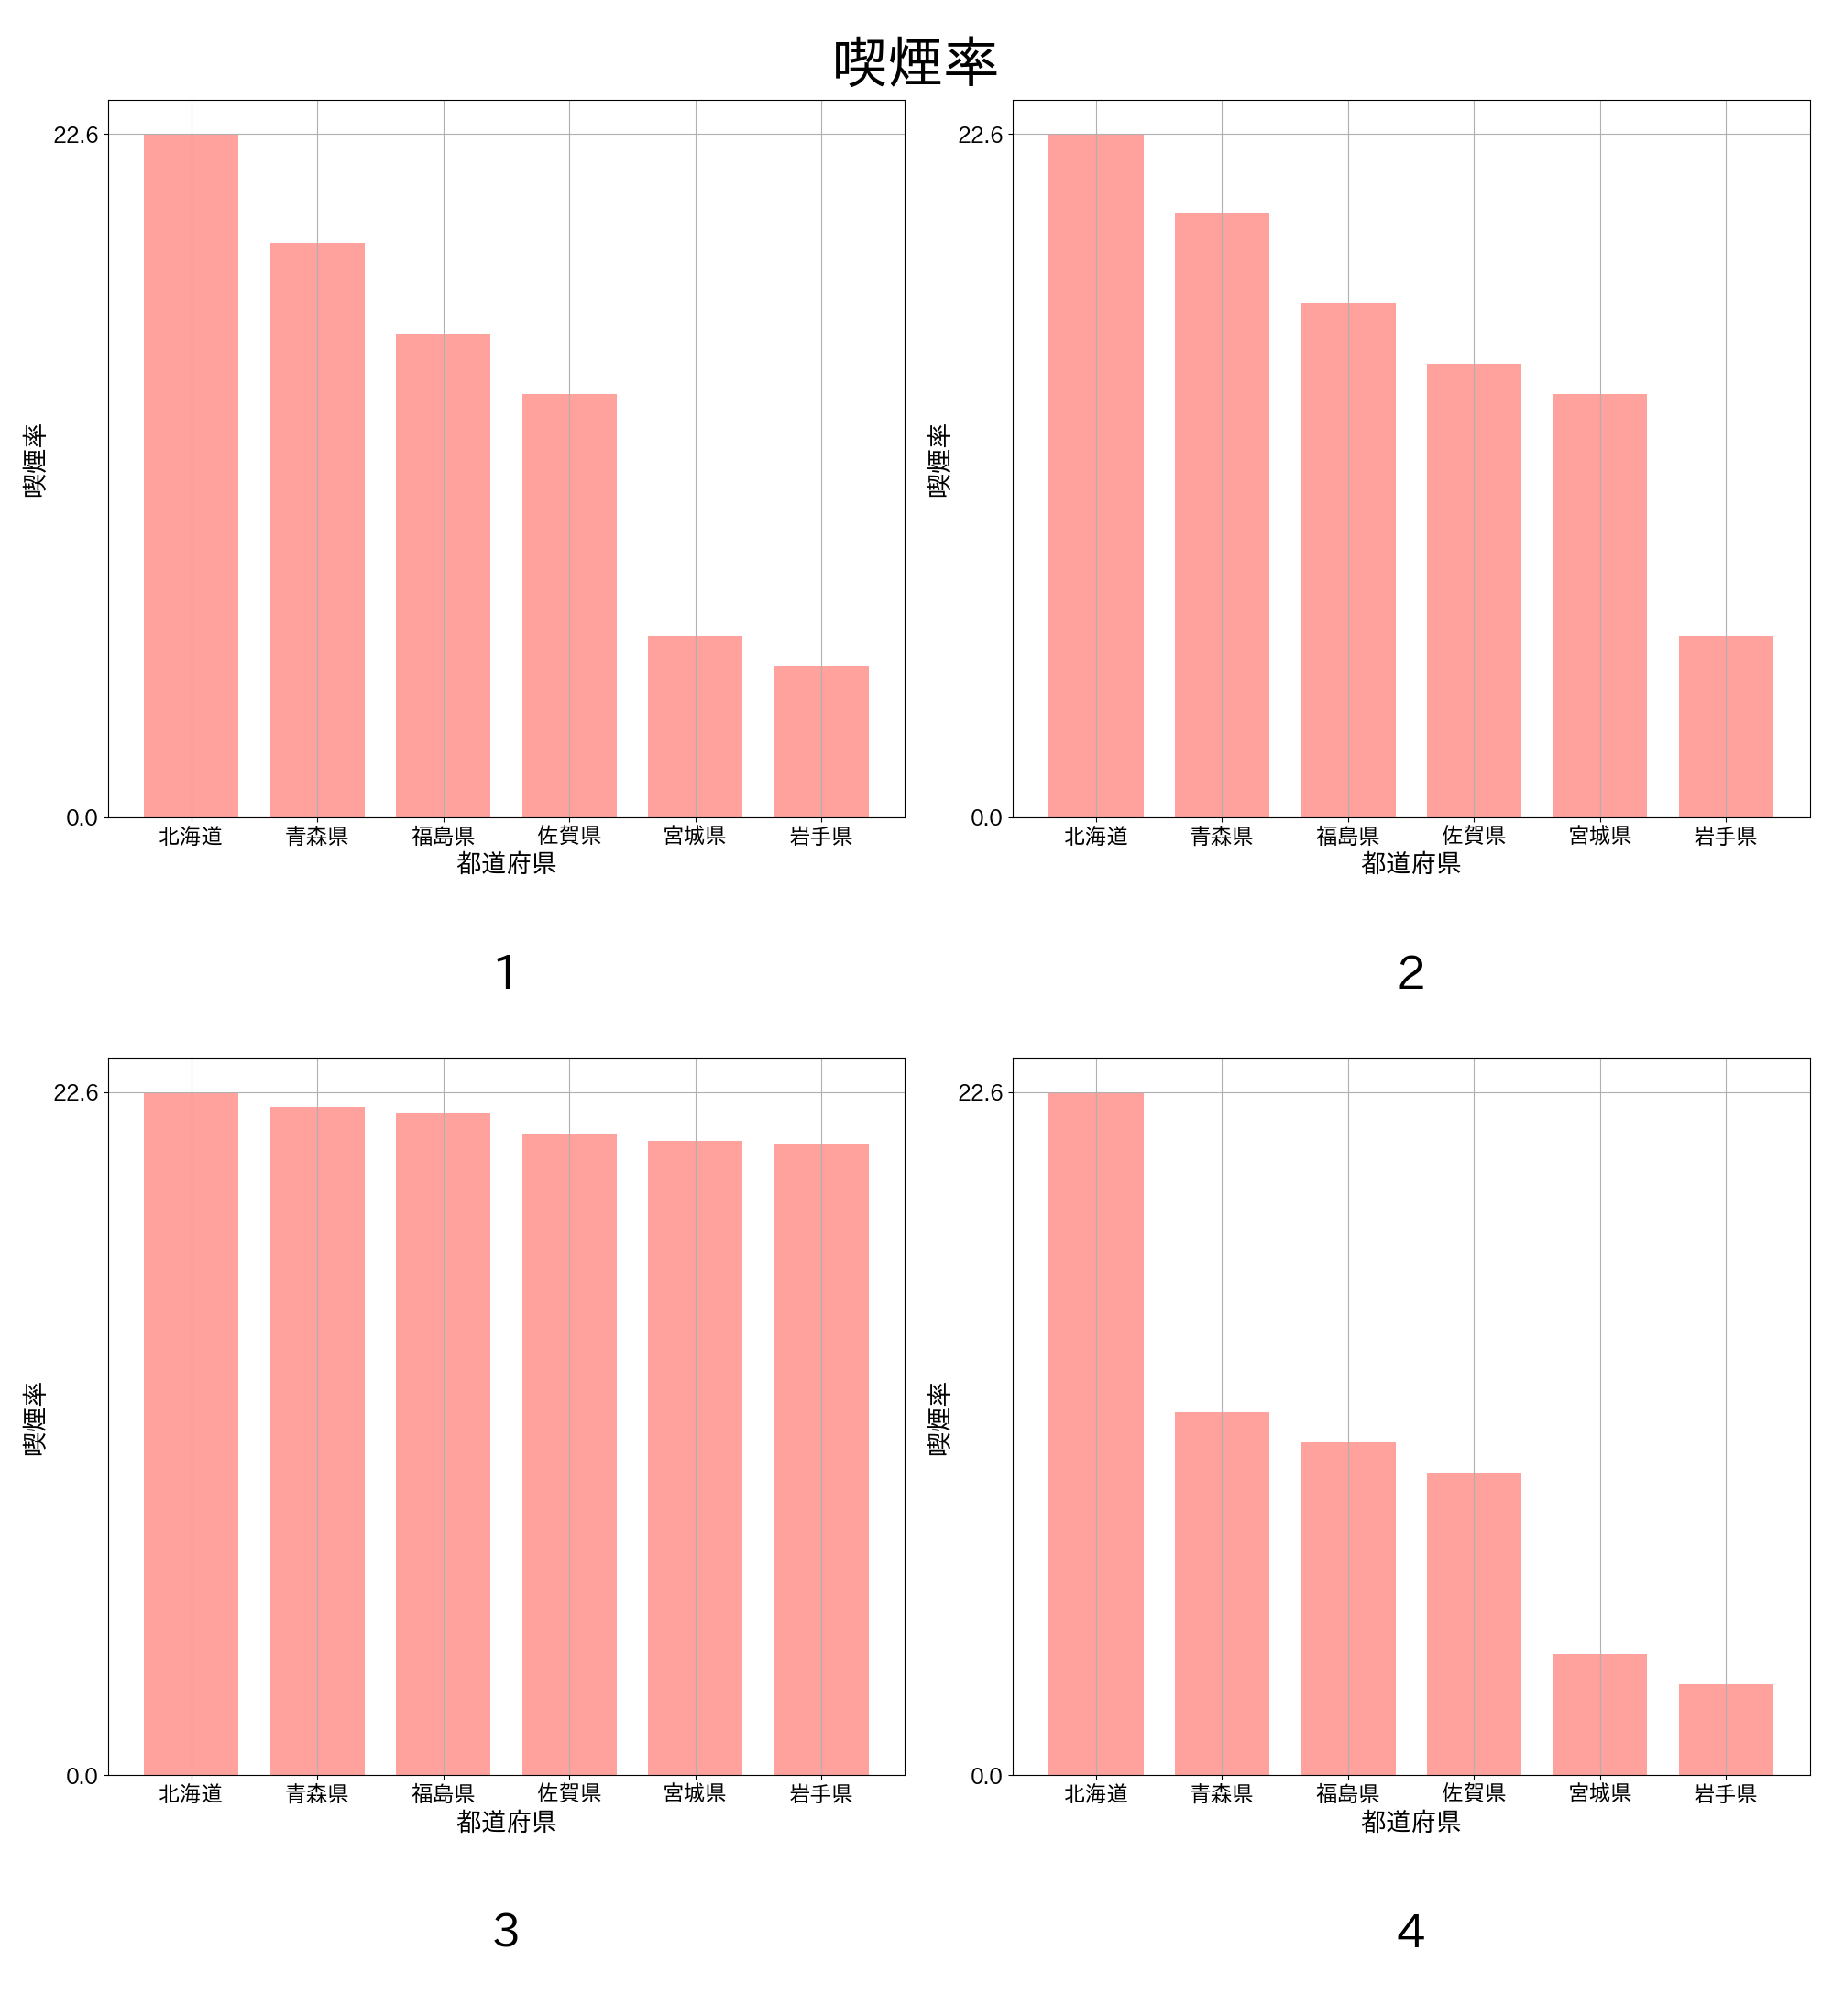 喫煙率
22.6
喫煙率
0.0
北海道 青森県 福島県 佐賀県 宮城県 岩手県
都道府県
1
22.6
喫煙率
0.0
北海道 青森県 福島県 佐賀県 宮城県 岩手県
都道府県
2
22.6
喫煙率
0.0
北海道 青森県 福島県 佐賀県 宮城県 岩手県
都道府県
3
22.6
喫煙率
0.0
北海道 青森県 福島県 佐賀県 宮城県 岩手県
都道府県
4